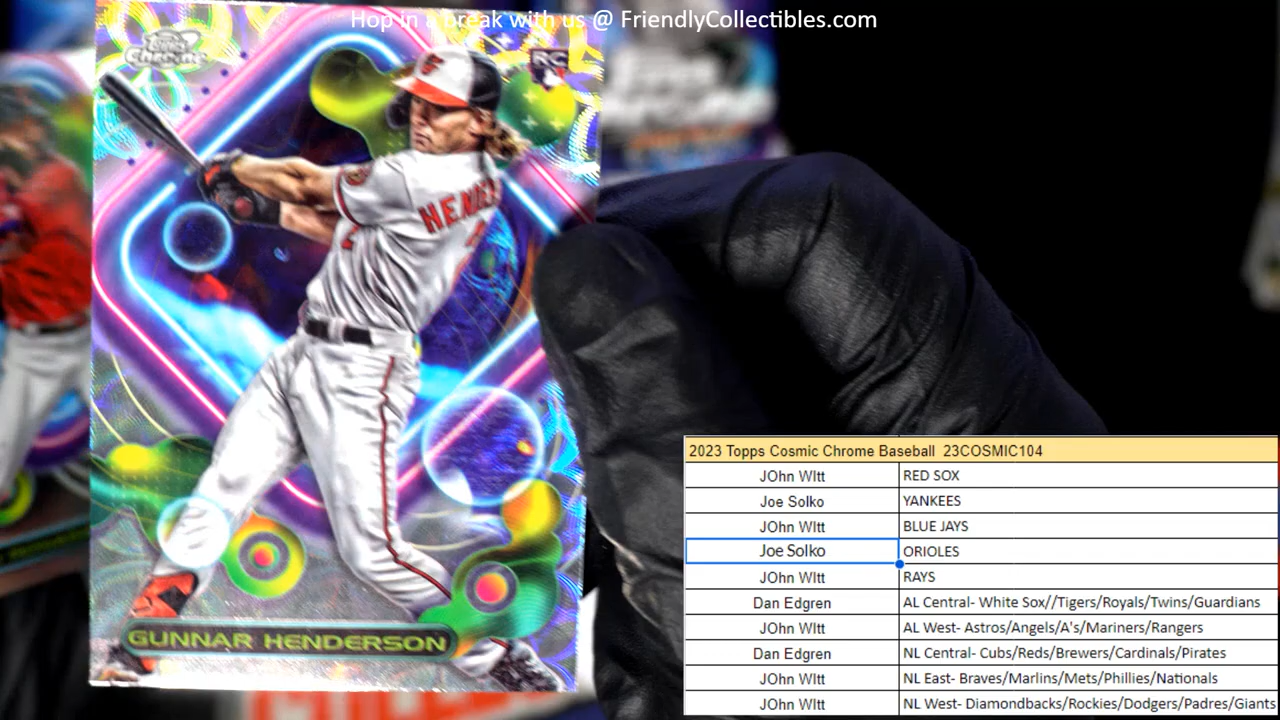 Hop in a break with us @ FriendlyCollectibles.com
Topps
Chrome
RC
HENDER
2
GUNNAR HENDERSON
2023 Topps Cosmic Chrome Baseball 23COSMIC104
JOhn WItt RED SOX
Joe Solko YANKEES
JOhn WItt BLUE JAYS
Joe Solko ORIOLES
JOhn WItt RAYS
Dan Edgren AL Central- White Sox//Tigers/Royals/Twins/Guardians
JOhn WItt AL West- Astros/Angels/A's/Mariners/Rangers
Dan Edgren NL Central- Cubs/Reds/Brewers/Cardinals/Pirates
JOhn WItt NL East- Braves/Marlins/Mets/Phillies/Nationals
JOhn WItt NL West- Diamondbacks/Rockies/Dodgers/Padres/Giants